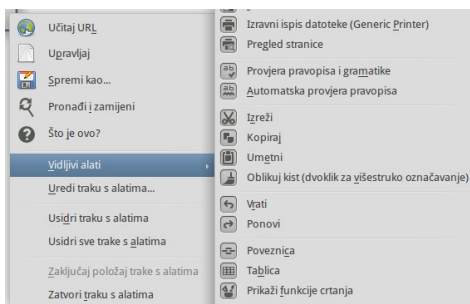 Učitaj URL
Upravljaj
Spremi kao...
Pronađi i zamijeni
Što je ovo?
Vidljivi alati
Uredi traku s alatima...
Usidri traku s alatima
Usidri sve trake s alatima
Zaključaj položaj trake s alatima
Zatvori traku s alatima
Izravni ispis datoteke (Generic Printer)
Pregled stranice
Provjera pravopisa i gramatike
Automatska provjera pravopisa
Izreži
Kopiraj
Umetni
Oblikuj kist (dvoklik za višestruko označavanje)
Vrati
Ponovi
Poveznica
Tablica
Prikaži funkcije crtanja